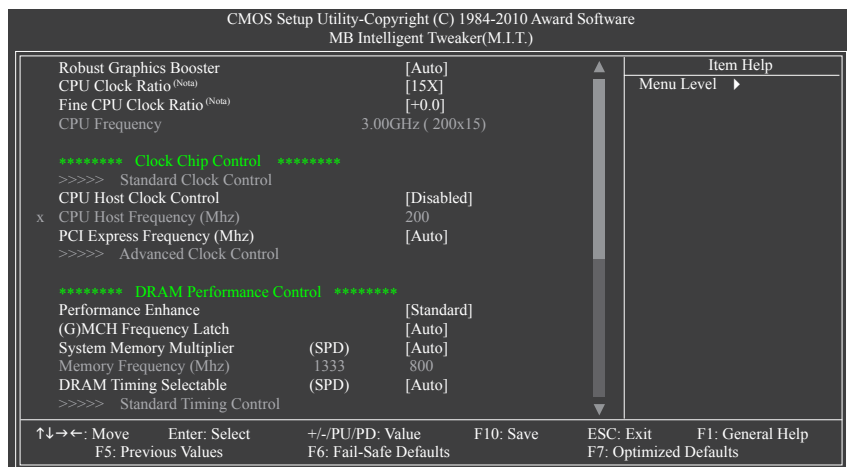 CMOS Setup Utility-Copyright (C) 1984-2010 Award Software
MB Intelligent Tweaker(M.I.T.)
Robust Graphics Booster [Auto]
CPU Clock Ratio (Nota) [15X]
Fine CPU Clock Ratio (Nota) [+0.0]
CPU Frequency 3.00GHz ( 200x15)
******** Clock Chip Control ********
>>>>> Standard Clock Control
CPU Host Clock Control [Disabled]
x CPU Host Frequency (Mhz) 200
PCI Express Frequency (Mhz) [Auto]
>>>>> Advanced Clock Control
******** DRAM Performance Control ********
Performance Enhance [Standard]
(G)MCH Frequency Latch [Auto]
System Memory Multiplier (SPD) [Auto]
Memory Frequency (Mhz) 1333 800
DRAM Timing Selectable (SPD) [Auto]
>>>>> Standard Timing Control
Item Help
Menu Level ▶
↑↓→←: Move Enter: Select +/-/PU/PD: Value F10: Save ESC: Exit F1: General Help
F5: Previous Values F6: Fail-Safe Defaults F7: Optimized Defaults